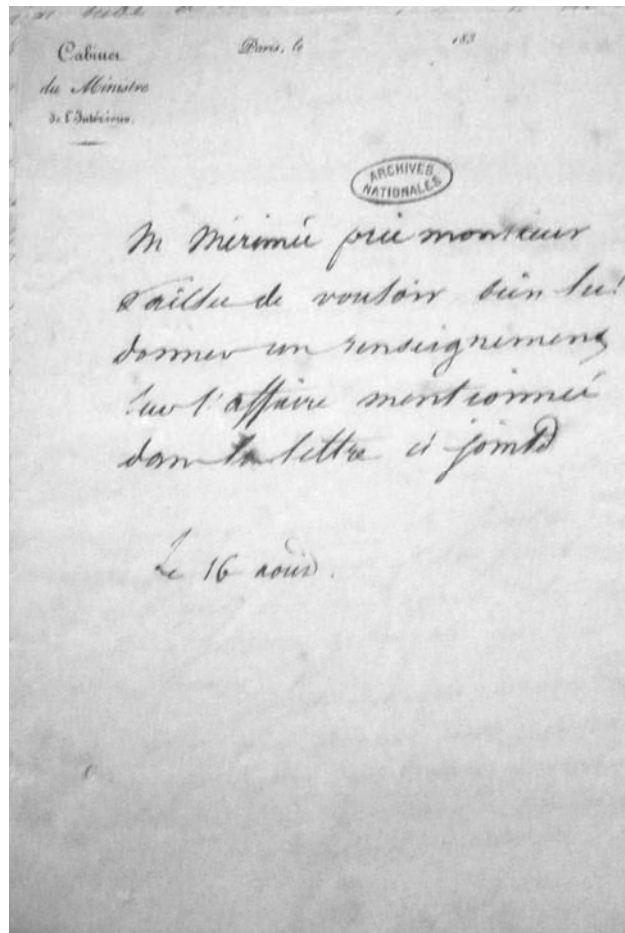 Cabinet
du Ministre
de l'Intérieur.
Paris, le 183
ARCHIVES
NATIONALES
M Mérimée prie monsieur
de vouloir bien lui
donner un renseignement
sur l'affaire mentionnée
dans la lettre ci jointe
Le 16 août.